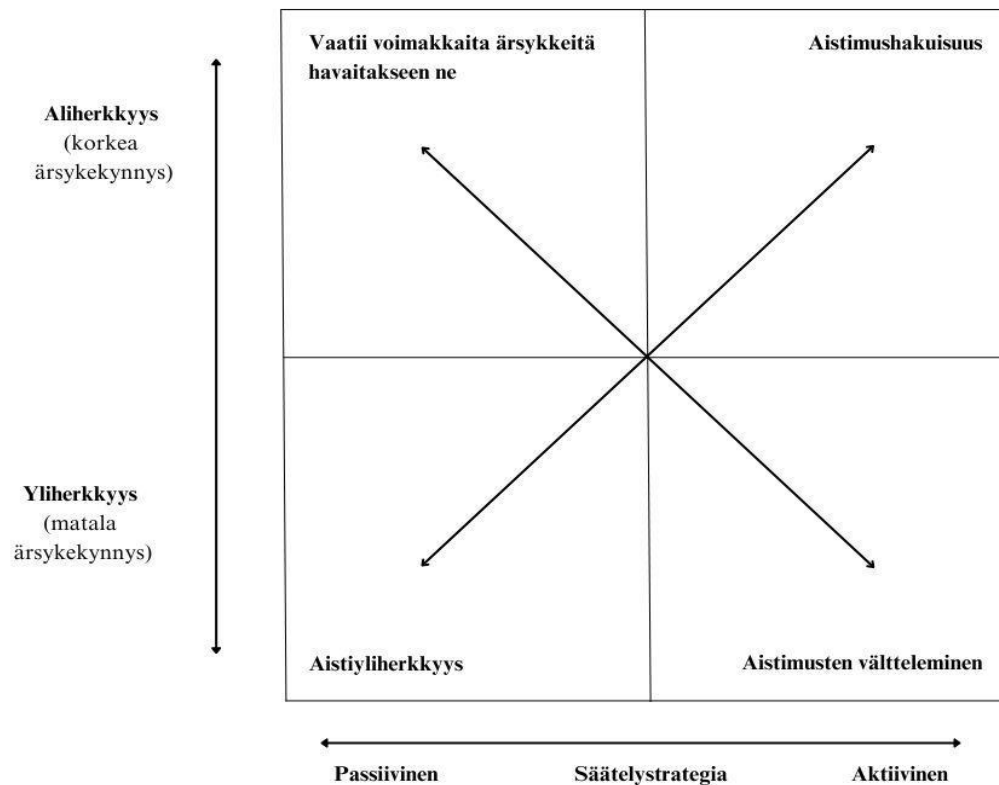 Vaatii voimakkaita ärsykkeitä
havaitakseen ne
Aistimushakuisuus
Aliherkkyys
(korkea
ärsykekynnys)
Yliherkkyys
(matala
ärsykekynnys)
Aistiyliherkkyys
Aistimusten vältteleminen
Passiivinen
Säätelystrategia
Aktiivinen